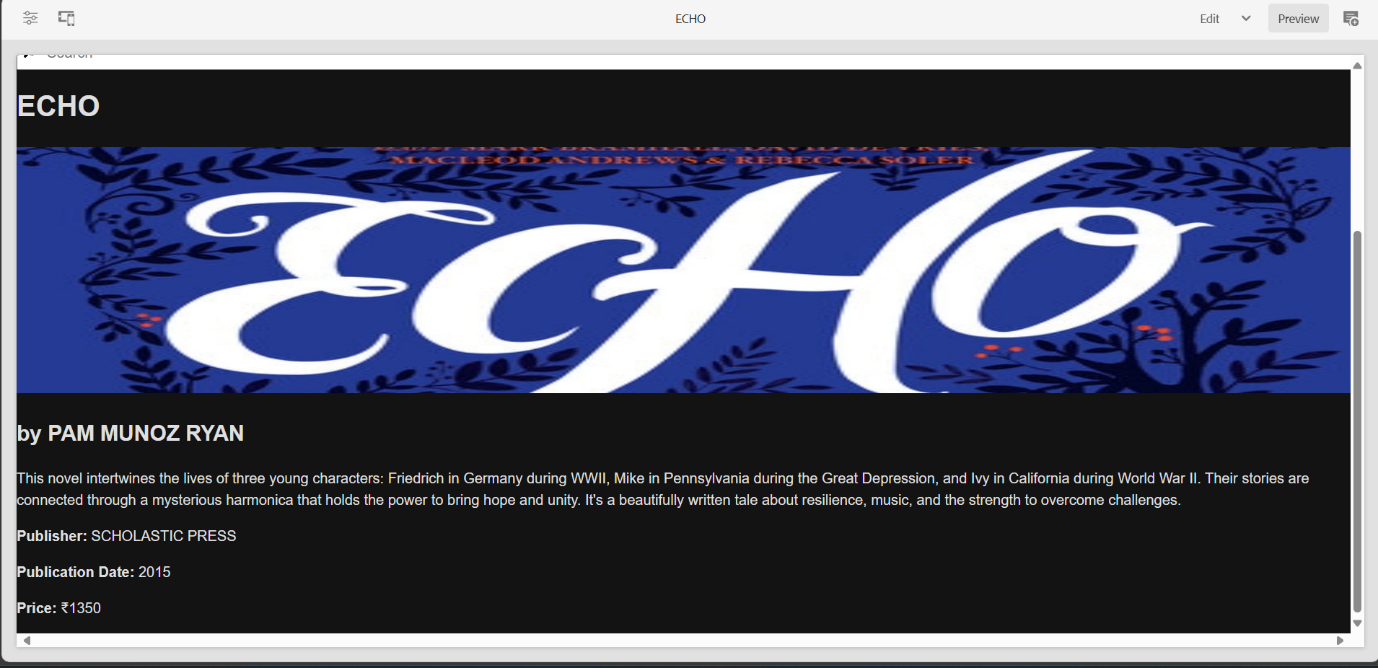 ECHO
Edit
Preview
Search
ECHO
MACLEOD ANDREWS & REBECCA SOLER
ECHO
by PAM MUNOZ RYAN
This novel intertwines the lives of three young characters: Friedrich in Germany during WWII, Mike in Pennsylvania during the Great Depression, and Ivy in California during World War II. Their stories are
connected through a mysterious harmonica that holds the power to bring hope and unity. It's a beautifully written tale about resilience, music, and the strength to overcome challenges.
Publisher: SCHOLASTIC PRESS
Publication Date: 2015
Price: ₹1350